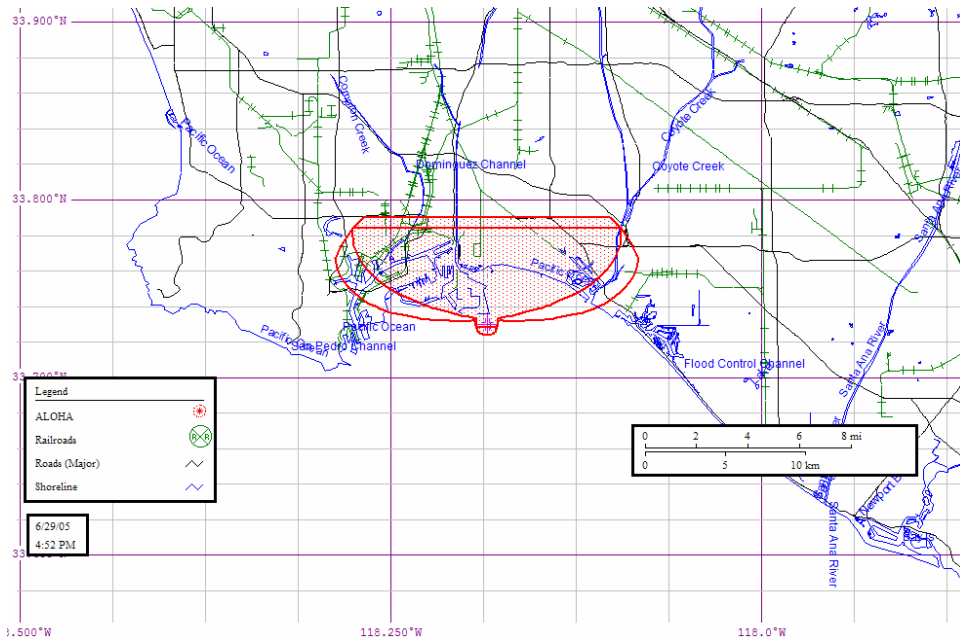 33.900°N
Compton Creek
Pacific Ocean
Coyote Creek
Dominguez Channel
Coyote Creek
33.800°N
Santa Ana River
Pacific
Pacific Ocean
Pacific Ocean
San Pedro Channel
Flood Control Channel
Santa Ana River
Legend
ALOHA
Railroads
R R
Roads (Major)
Shoreline
0 2 4 6 8 mi
0 5 10 km
Newport
Santa Ana River
6/29/05
4:52 PM
118.250°W
118.0°W